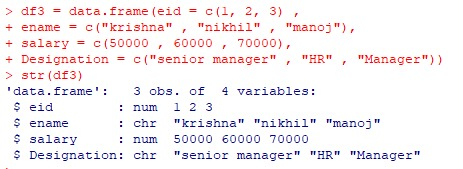 > df3 = data.frame(eid = c(1, 2, 3) ,
+ ename = c("krishna" , "nikhil" , "manoj"),
+ salary = c(50000 , 60000 , 70000),
+ Designation = c("senior manager" , "HR" , "Manager"))
> str(df3)
'data.frame':   3 obs. of  4 variables:
 $ eid        : num  1 2 3
 $ ename      : chr  "krishna" "nikhil" "manoj"
 $ salary     : num  50000 60000 70000
 $ Designation: chr  "senior manager" "HR" "Manager"